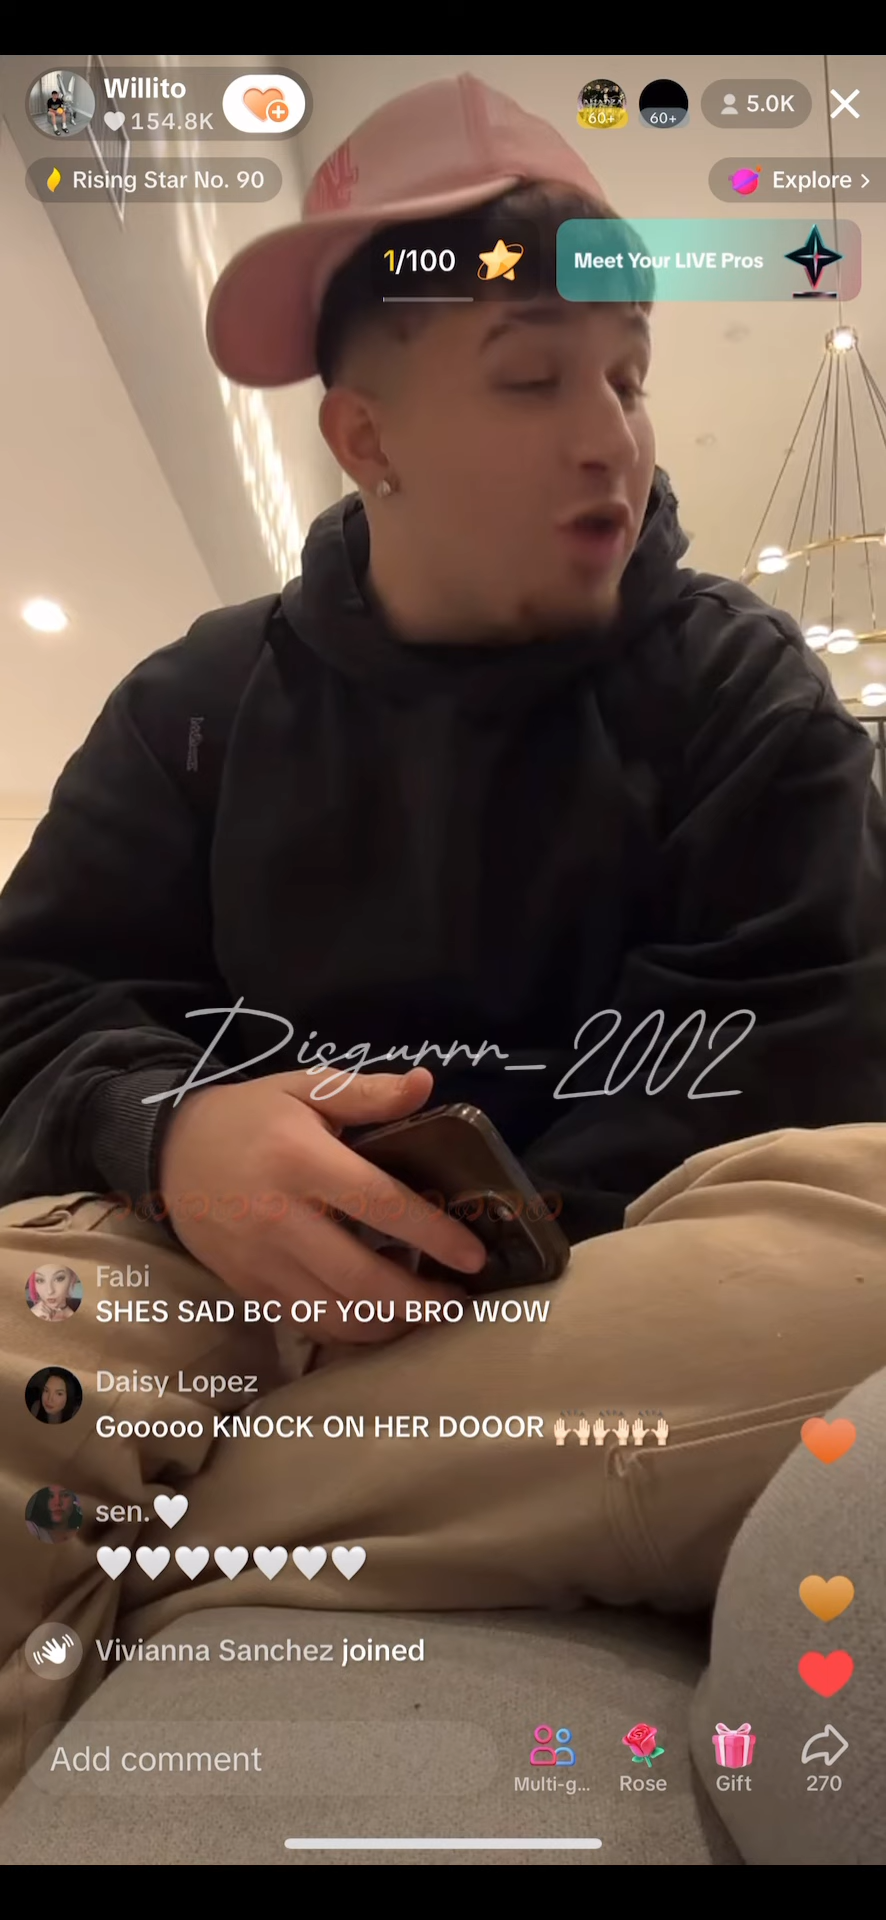 Willito
154.8K
60+
60+
5.0K
Rising Star No. 90
Explore >
1/100
Meet Your LIVE Pros
Disgunnn_2002
Fabi
SHES SAD BC OF YOU BRO WOW
Daisy Lopez
Gooooo KNOCK ON HER DOOOR 🙌🏻🙌🏻🙌🏻
sen.🤍
🤍🤍🤍🤍🤍🤍🤍
Vivianna Sanchez joined
Add comment
Multi-g...
Rose
Gift
270